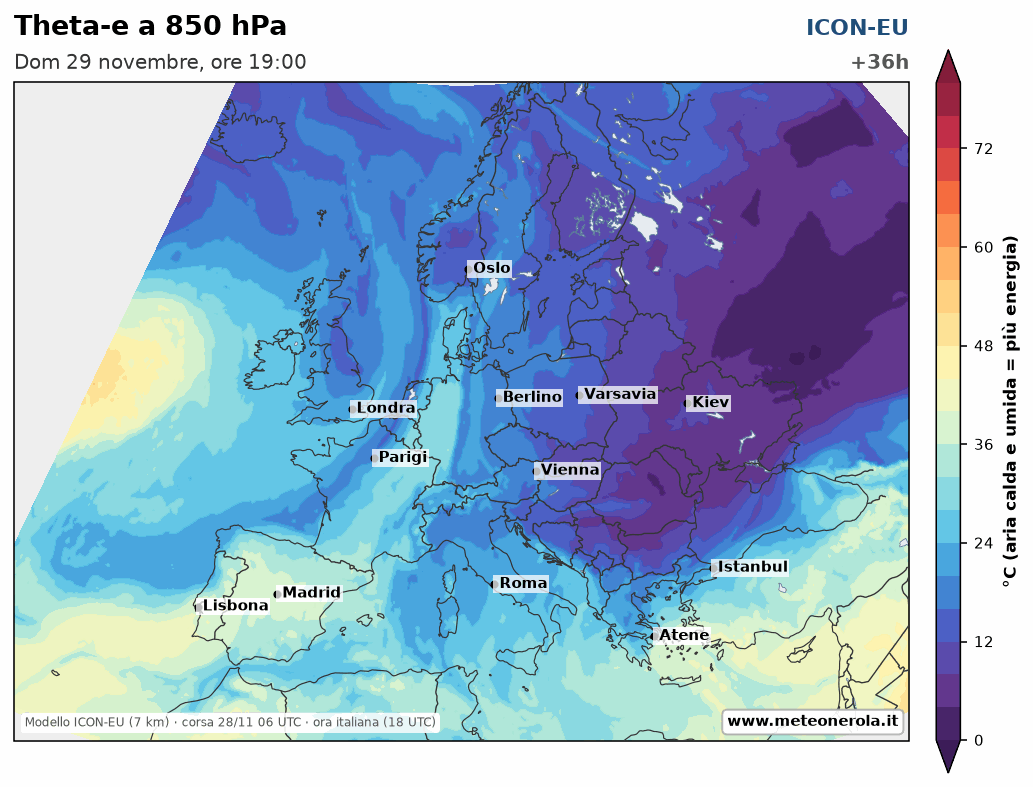 Theta-e a 850 hPa
ICON-EU
Dom 29 novembre, ore 19:00
+36h
Oslo
Berlino
Varsavia
Kiev
Londra
Parigi
Vienna
Istanbul
Roma
Madrid
Lisbona
Atene
Modello ICON-EU (7 km) · corsa 28/11 06 UTC · ora italiana (18 UTC)
www.meteonerola.it
72
60
48
36
24
12
0
°C (aria calda e umida = più energia)